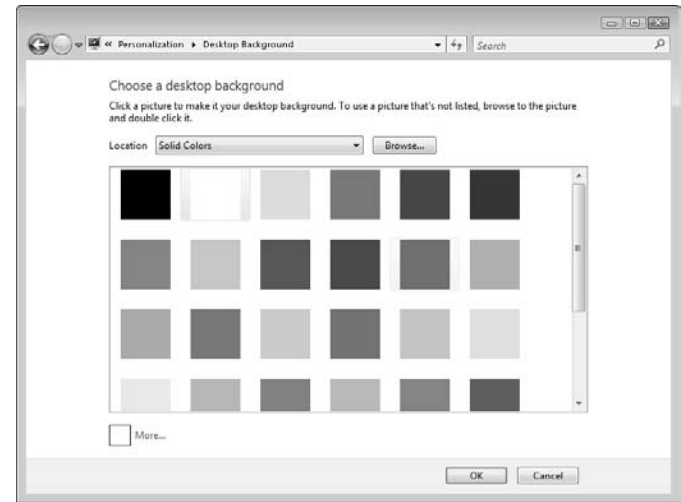 « Personalization ▸ Desktop Background Search
Choose a desktop background
Click a picture to make it your desktop background. To use a picture that's not listed, browse to the picture
and double click it.
Location Solid Colors Browse...
More...
OK Cancel